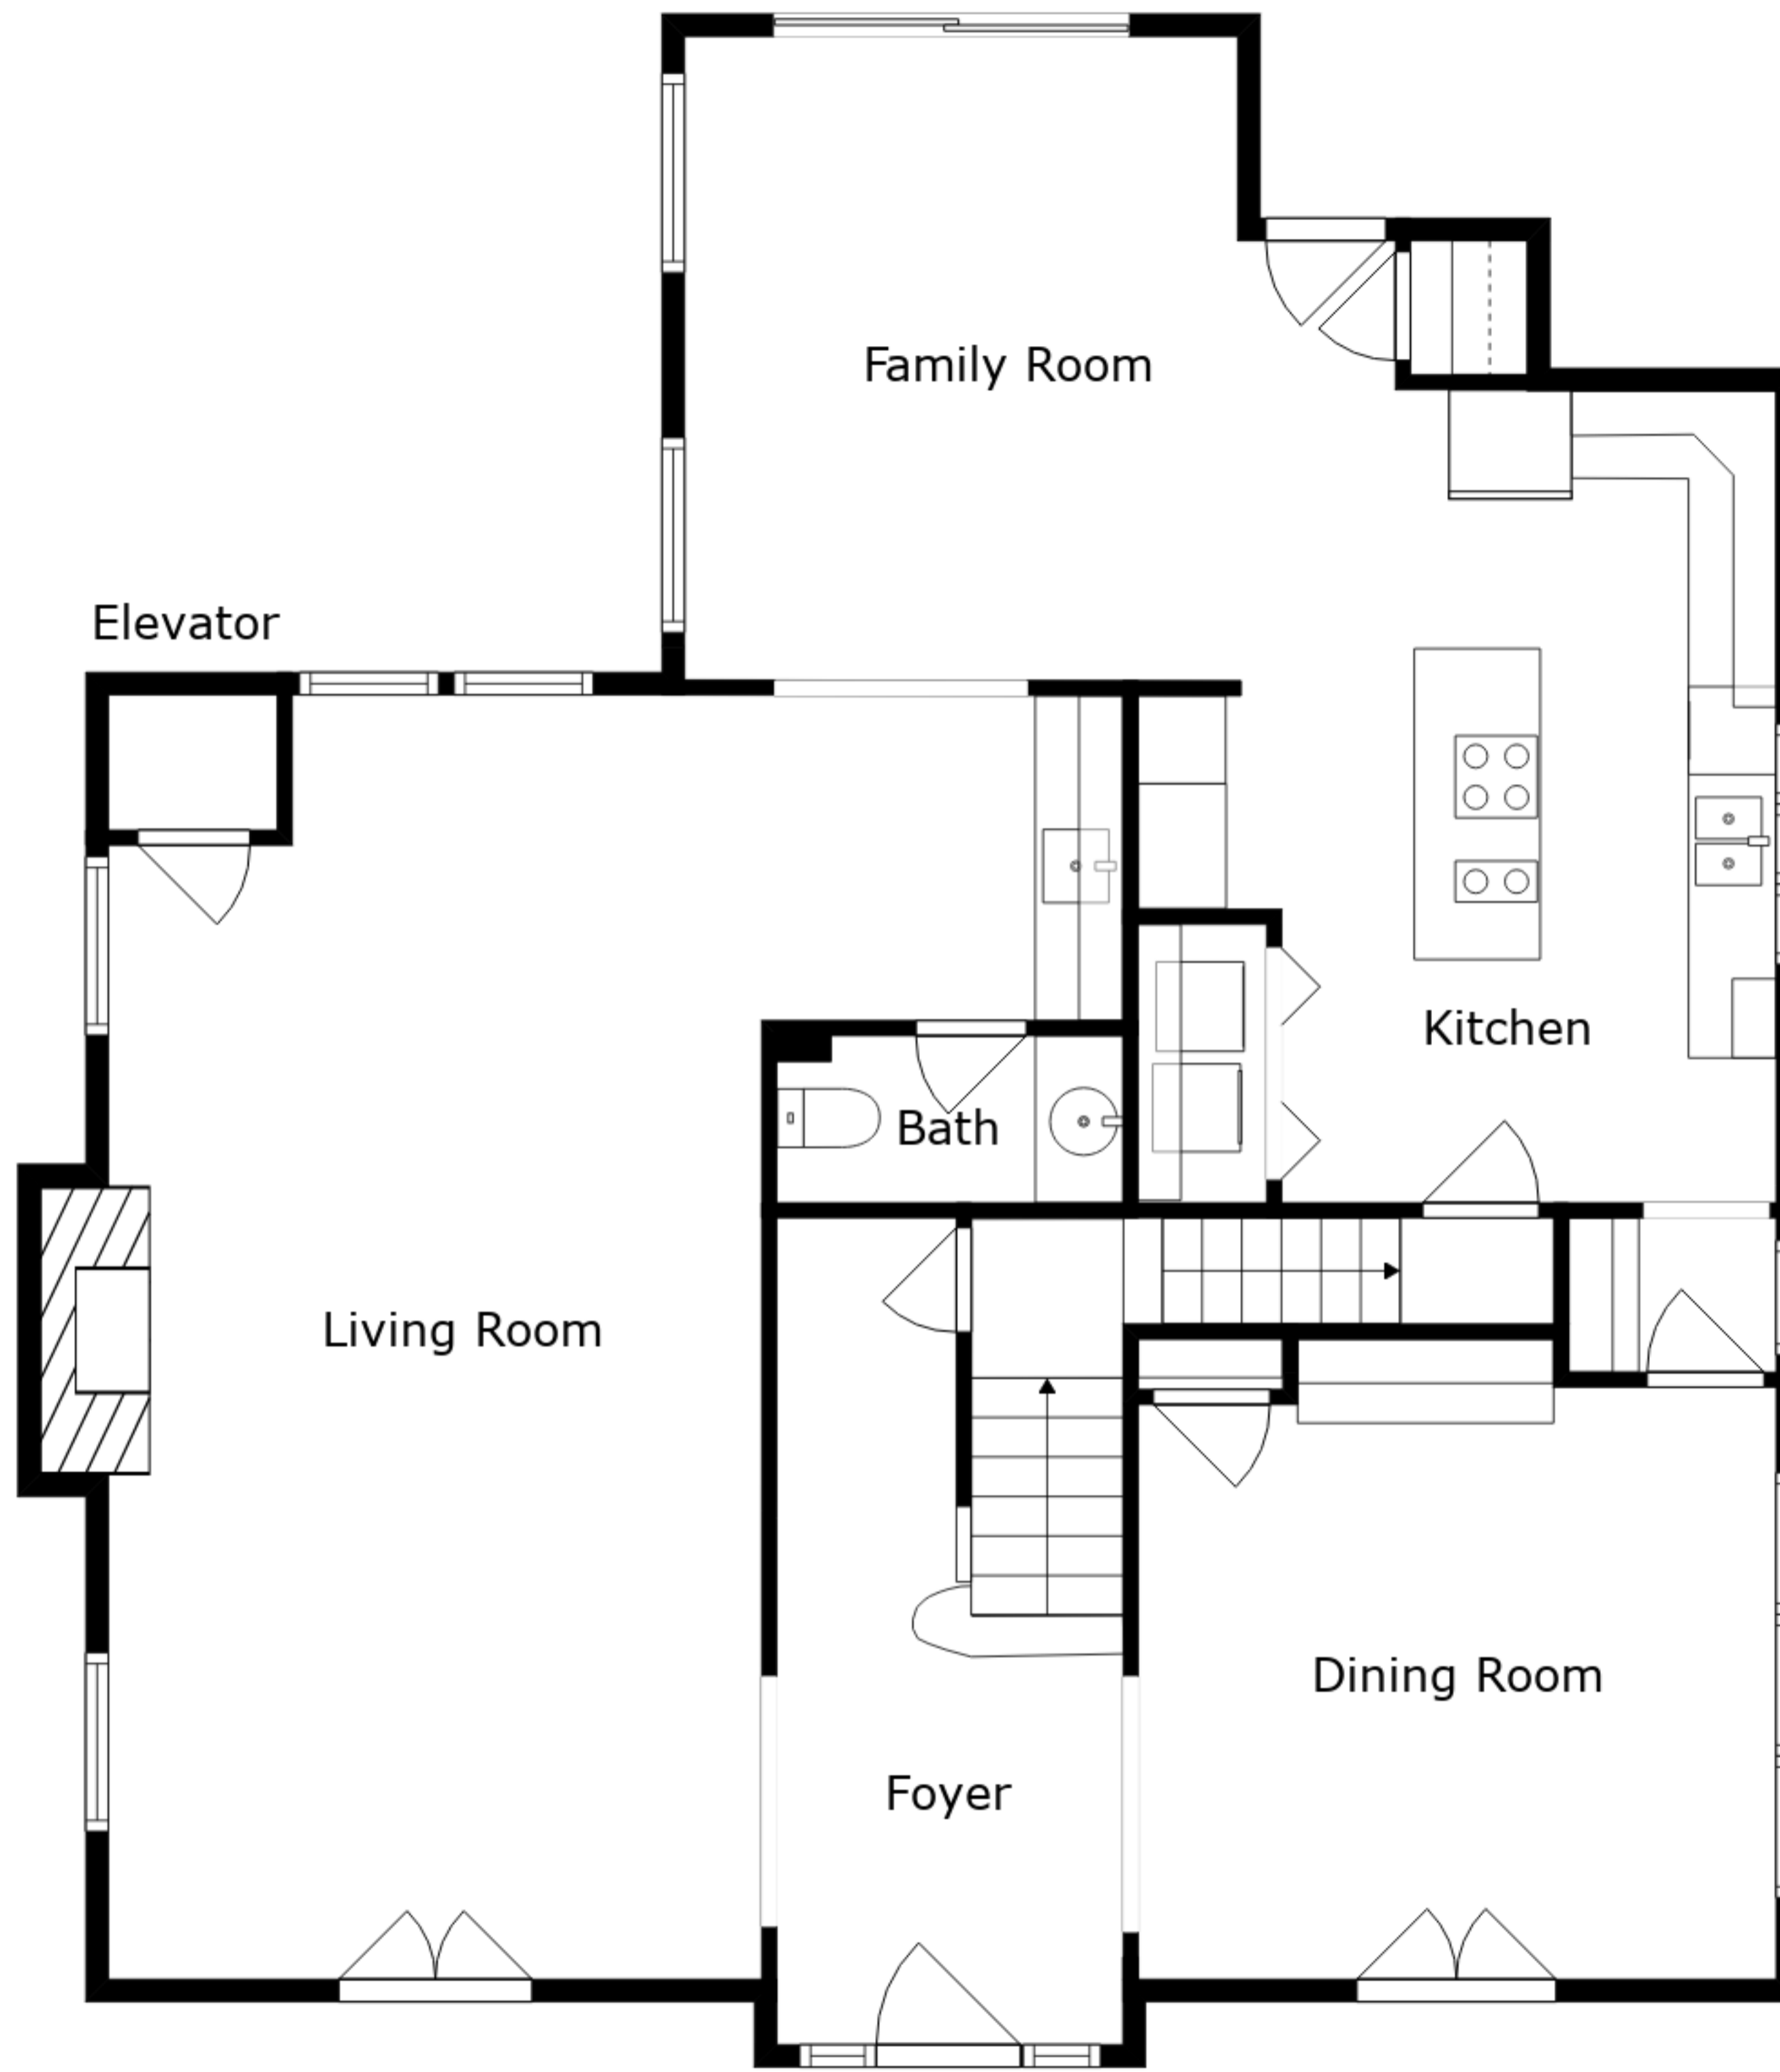 Family Room
Elevator
Kitchen
Bath
Living Room
Dining Room
Foyer